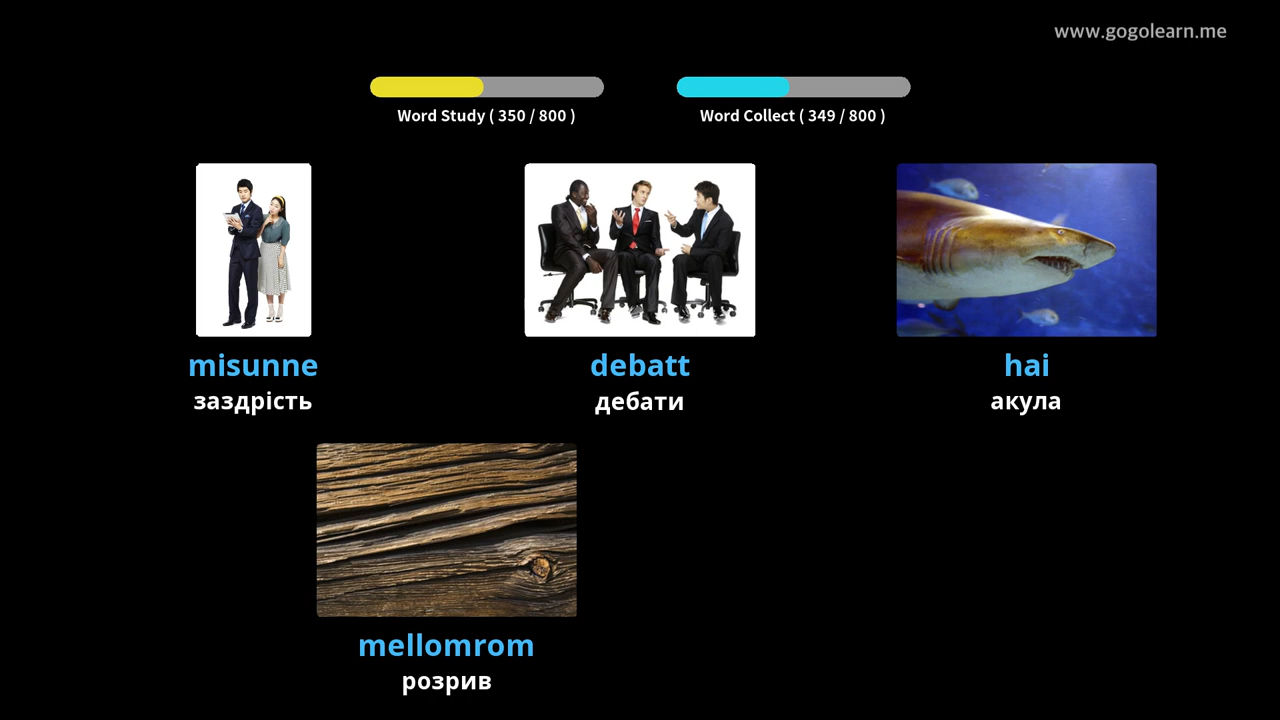 www.gogolearn.me
Word Study ( 350 / 800 )
Word Collect ( 349 / 800 )
misunne
заздрість
debatt
дебати
hai
акула
mellomrom
розрив